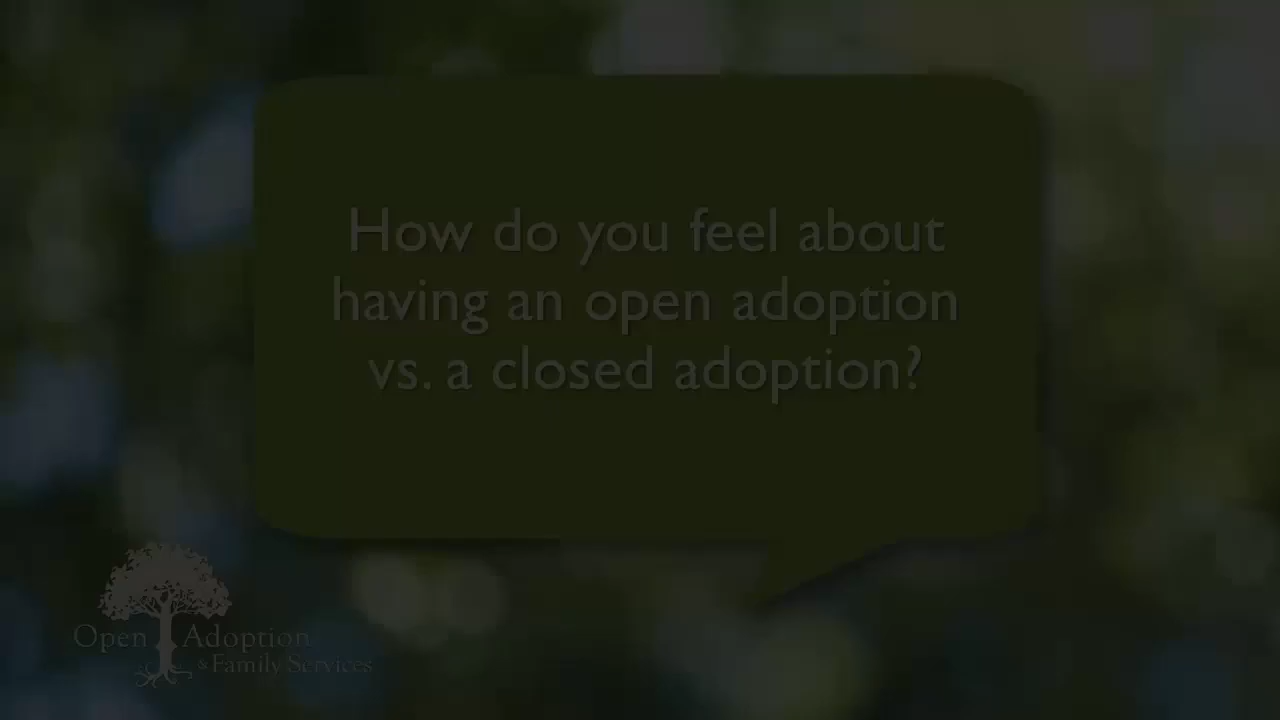 How do you feel about
having an open adoption
vs. a closed adoption?
Open Adoption
& Family Services